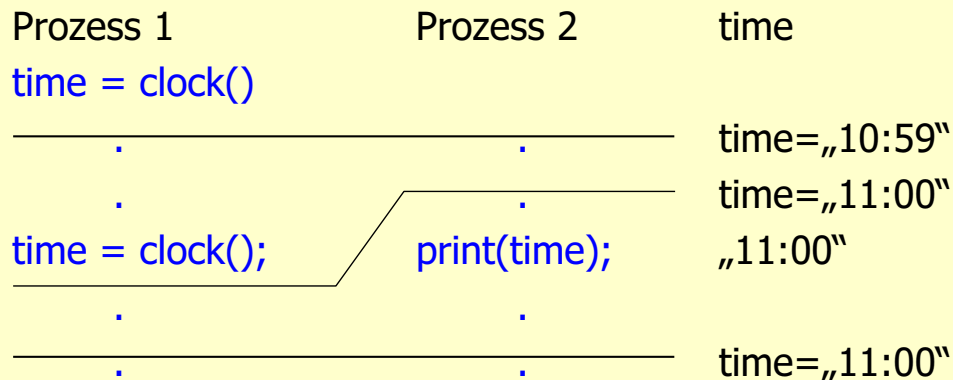 Prozess 1 Prozess 2 time
time = clock()
. . time=„10:59“
. . time=„11:00“
time = clock(); print(time); „11:00“
. .
. . time=„11:00“